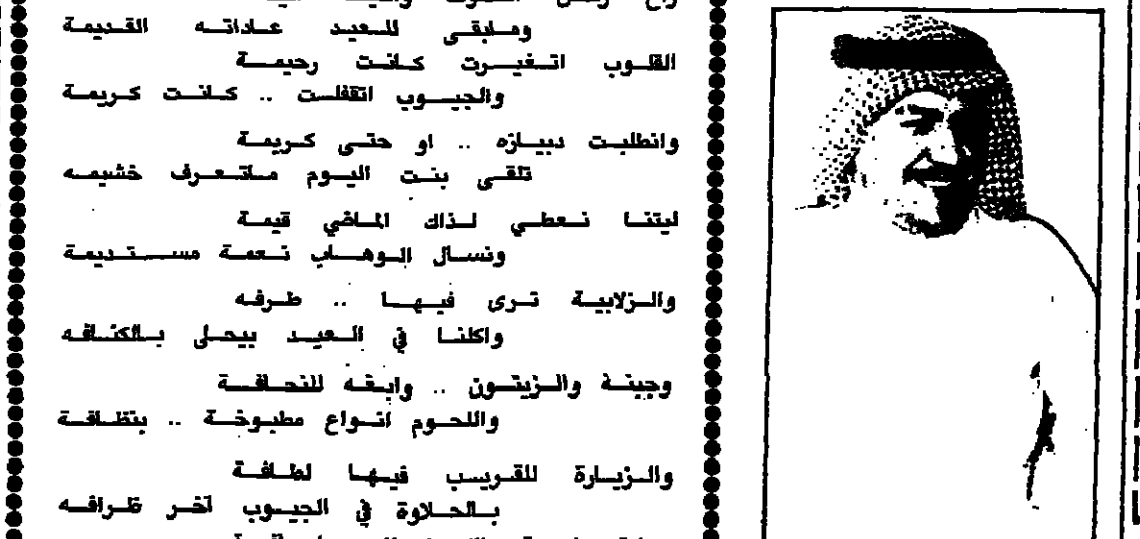 راح
ومابقى للعيد عاداته القديمة
القلوب اتغيرت كانت رحيمة
والجيوب اتقفلت .. كانت كريمة
وانطلبت دبيازه .. او حتى كريمة
تلقى بنت اليوم ماتعرف خشيمه
ليتنا نعطي لذاك الماضي قيمة
ونسال الوهاب نعمة مستديمة
والزلابية ترى فيها .. طرفه
واكلنا في العيد بيحلى بالكنافه
وجبنة والزيتون .. وابغه للنحافة
واللحوم انواع مطبوخة .. بنظافة
والزيارة للقريب فيها لطافة
بالحلاوة في الجيوب آخر ظرافه